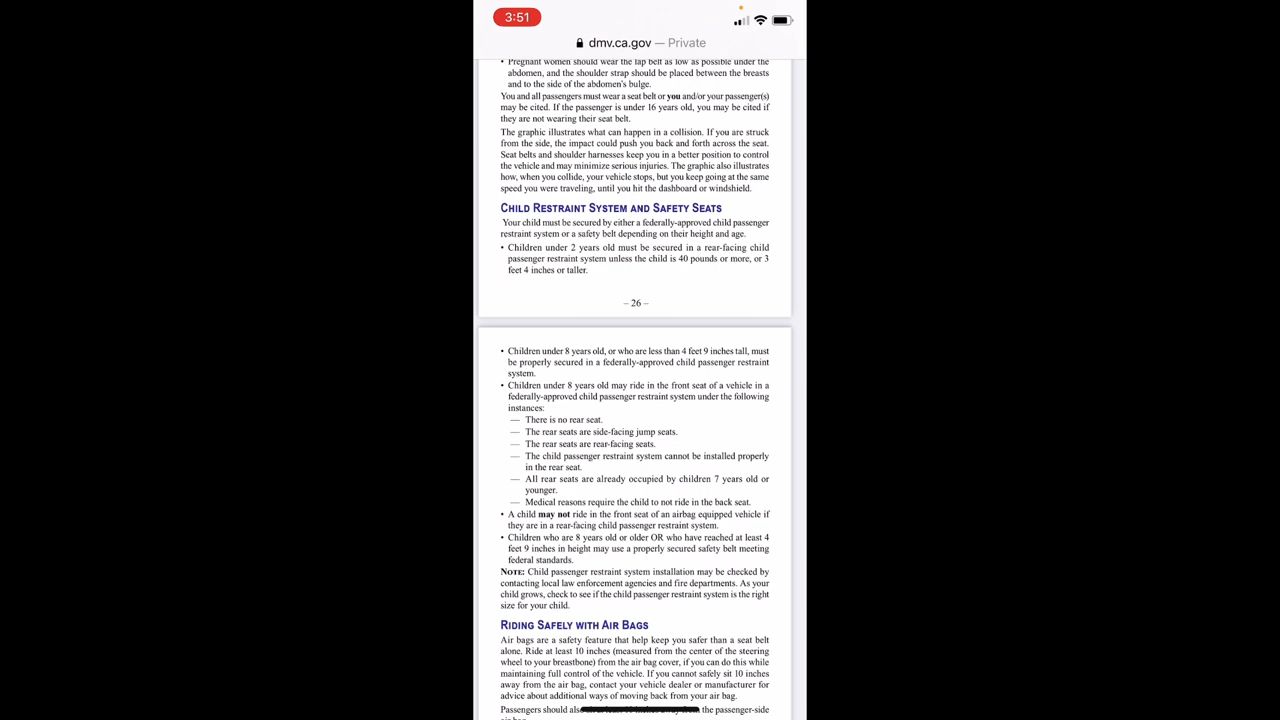 3:51
dmv.ca.gov — Private
• Pregnant women should wear the lap belt as low as possible under the
abdomen, and the shoulder strap should be placed between the breasts
and to the side of the abdomen's bulge.
You and all passengers must wear a seat belt or you and/or your passenger(s)
may be cited. If the passenger is under 16 years old, you may be cited if
they are not wearing their seat belt.
The graphic illustrates what can happen in a collision. If you are struck
from the side, the impact could push you back and forth across the seat.
Seat belts and shoulder harnesses keep you in a better position to control
the vehicle and may minimize serious injuries. The graphic also illustrates
how, when you collide, your vehicle stops, but you keep going at the same
speed you were traveling, until you hit the dashboard or windshield.
CHILD RESTRAINT SYSTEM AND SAFETY SEATS
Your child must be secured by either a federally-approved child passenger
restraint system or a safety belt depending on their height and age.
• Children under 2 years old must be secured in a rear-facing child
passenger restraint system unless the child is 40 pounds or more, or 3
feet 4 inches or taller.
– 26 –
• Children under 8 years old, or who are less than 4 feet 9 inches tall, must
be properly secured in a federally-approved child passenger restraint
system.
• Children under 8 years old may ride in the front seat of a vehicle in a
federally-approved child passenger restraint system under the following
instances:
— There is no rear seat.
— The rear seats are side-facing jump seats.
— The rear seats are rear-facing seats.
— The child passenger restraint system cannot be installed properly
in the rear seat.
— All rear seats are already occupied by children 7 years old or
younger.
— Medical reasons require the child to not ride in the back seat.
• A child may not ride in the front seat of an airbag equipped vehicle if
they are in a rear-facing child passenger restraint system.
• Children who are 8 years old or older OR who have reached at least 4
feet 9 inches in height may use a properly secured safety belt meeting
federal standards.
NOTE: Child passenger restraint system installation may be checked by
contacting local law enforcement agencies and fire departments. As your
child grows, check to see if the child passenger restraint system is the right
size for your child.
RIDING SAFELY WITH AIR BAGS
Air bags are a safety feature that help keep you safer than a seat belt
alone. Ride at least 10 inches (measured from the center of the steering
wheel to your breastbone) from the air bag cover, if you can do this while
maintaining full control of the vehicle. If you cannot safely sit 10 inches
away from the air bag, contact your vehicle dealer or manufacturer for
advice about additional ways of moving back from your air bag.
Passengers should also the passenger-side